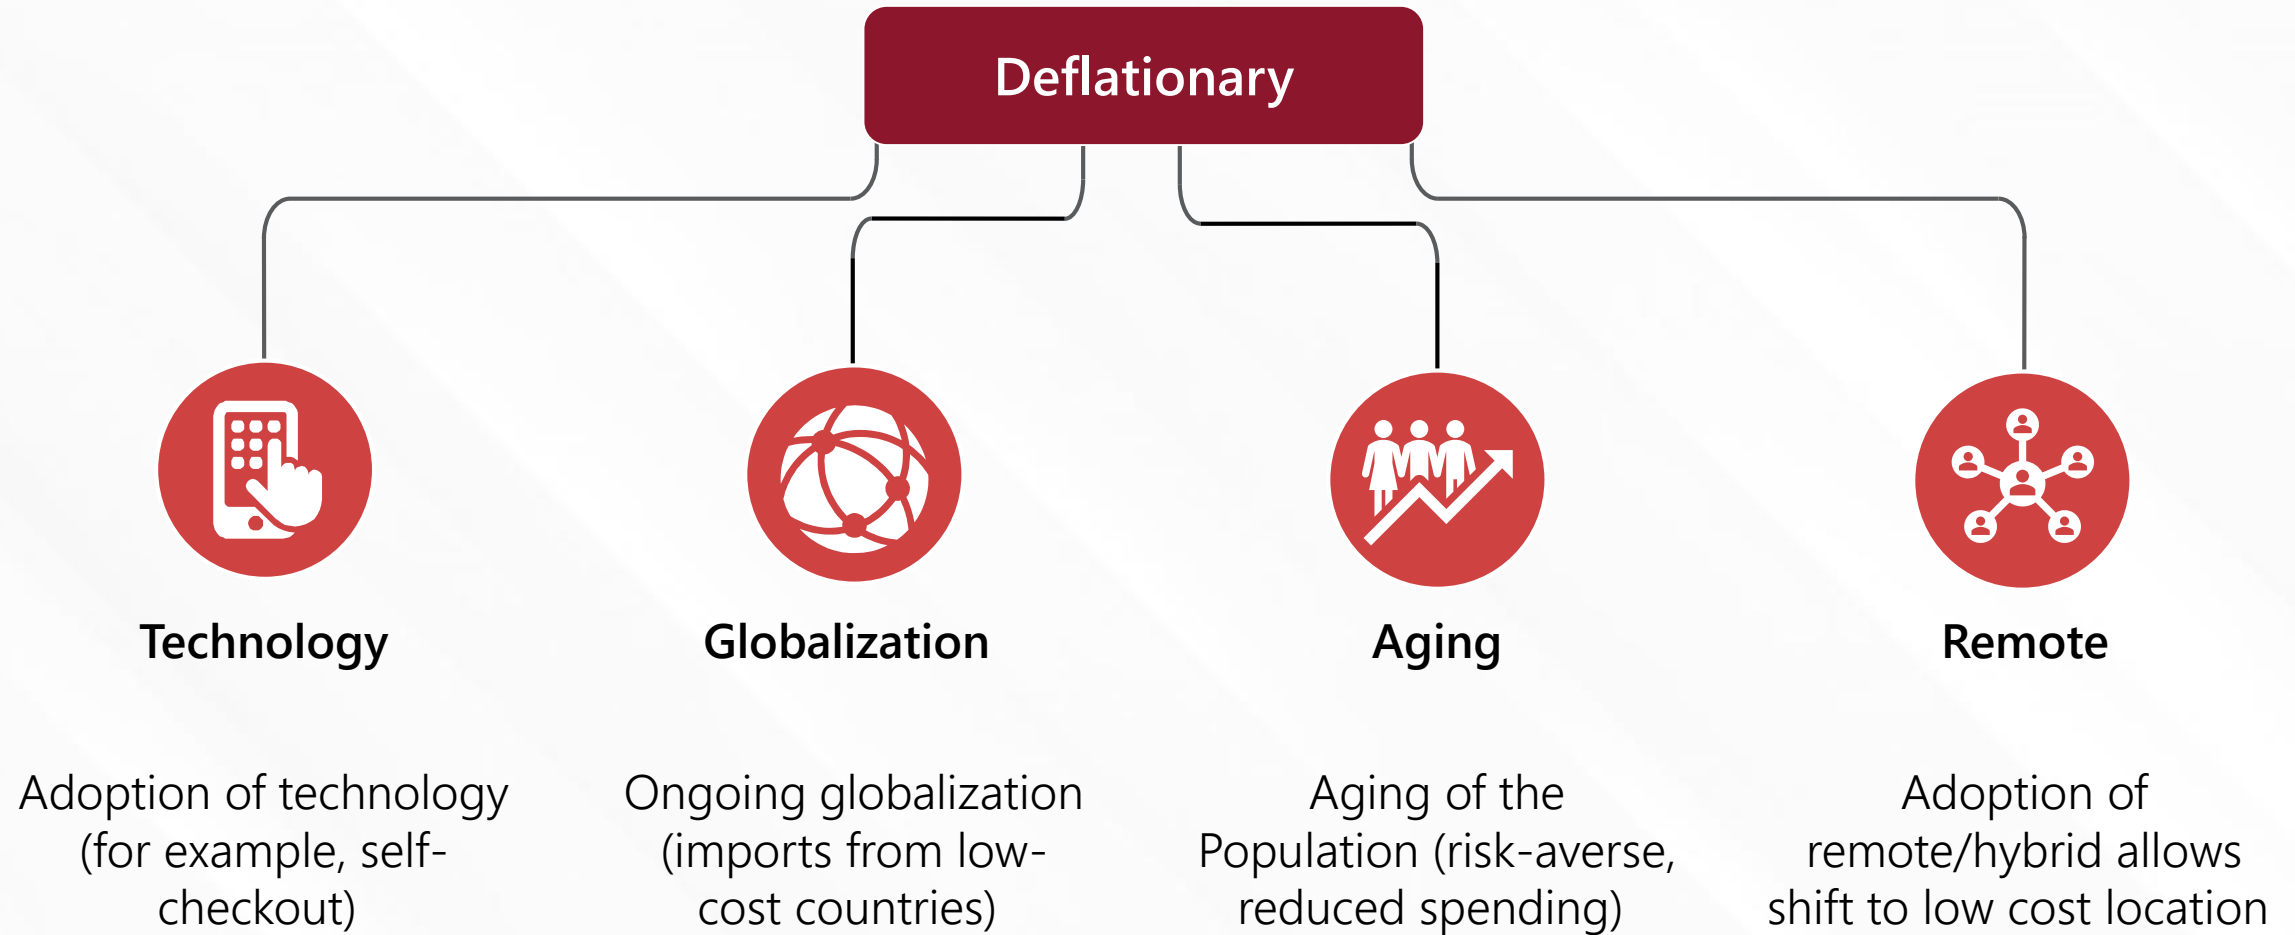 Deflationary
Technology
Globalization
Aging
Remote
Adoption of technology
(for example, self-
checkout)
Ongoing globalization
(imports from low-
cost countries)
Aging of the
Population (risk-averse,
reduced spending)
Adoption of
remote/hybrid allows
shift to low cost location